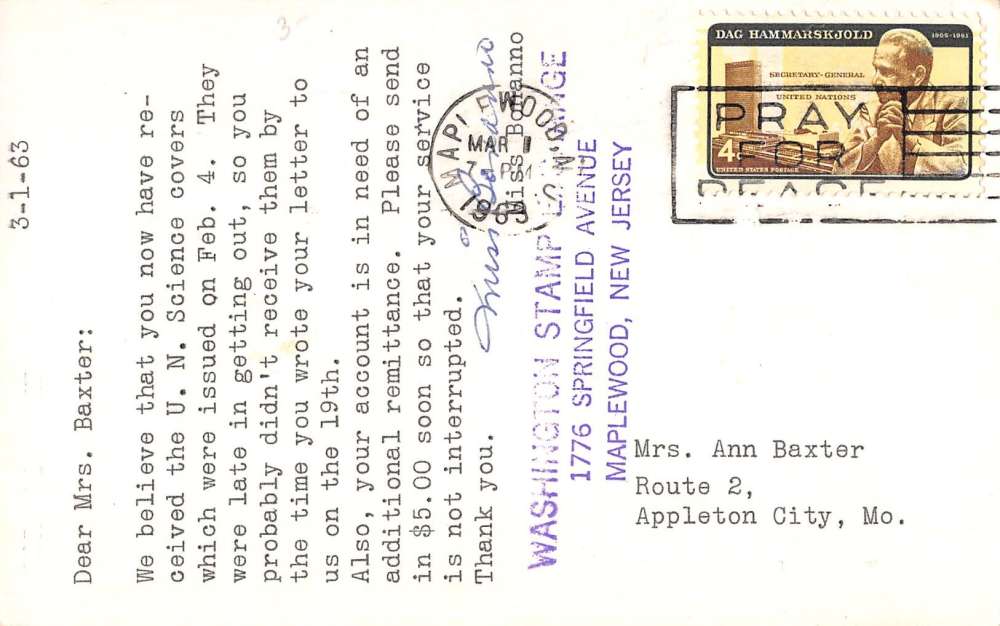 3
3-1-63
Dear Mrs. Baxter:
We believe that you now have re-
ceived the U. N. Science covers
which were issued on Feb. 4. They
were late in getting out, so you
probably didn't receive them by
the time you wrote your letter to
us on the 19th.
Also, your account is in need of an
additional remittance. Please send
in $5.00 soon so that your service
is not interrupted.
Thank you.
Miss
WASHINGTON STAMP
1776 SPRINGFIELD AVENUE
MAPLEWOOD, NEW JERSEY
MAR 1
PM
1963
N.J.
DAG HAMMARSKJOLD 1905-1961
SECRETARY-GENERAL
UNITED NATIONS
4c
UNITED STATES POSTAGE
PRAY
FOR
PEACE
Mrs. Ann Baxter
Route 2,
Appleton City, Mo.